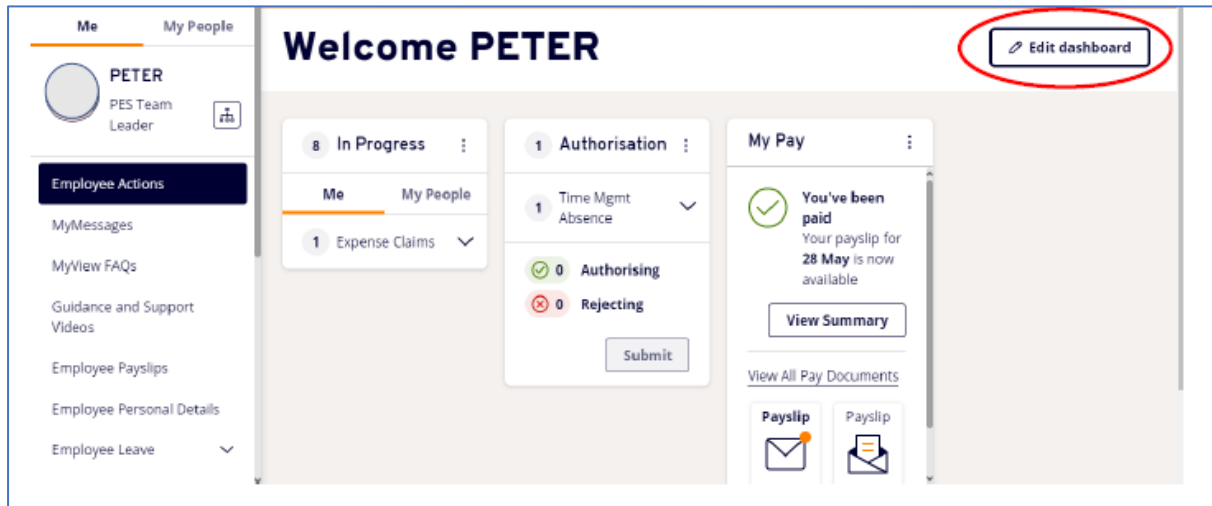 Me My People
PETER
PES Team
Leader
Employee Actions
MyMessages
MyView FAQs
Guidance and Support
Videos
Employee Payslips
Employee Personal Details
Employee Leave
Welcome PETER
Edit dashboard
8 In Progress
Me My People
1 Expense Claims
1 Authorisation
1 Time Mgmt
Absence
0 Authorising
0 Rejecting
Submit
My Pay
You've been
paid
Your payslip for
28 May is now
available
View Summary
View All Pay Documents
Payslip Payslip